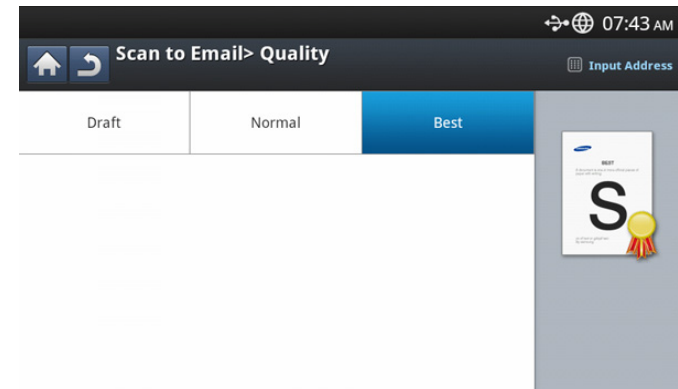 07:43 AM
Scan to Email> Quality
Input Address
Draft
Normal
Best
BEST
S